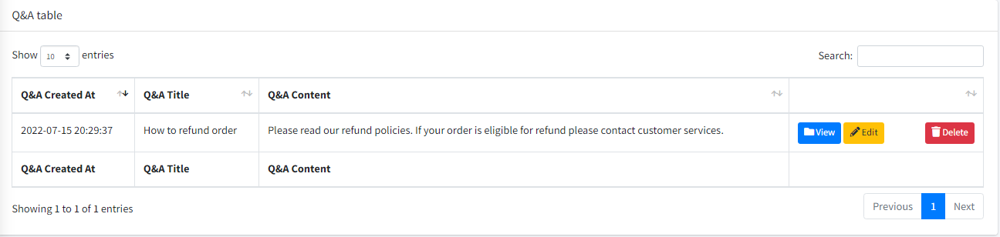 Q&A table
Show 10 entries
Search:
Q&A Created At Q&A Title Q&A Content
2022-07-15 20:29:37 How to refund order Please read our refund policies. If your order is eligible for refund please contact customer services. View Edit Delete
Q&A Created At Q&A Title Q&A Content
Showing 1 to 1 of 1 entries
Previous 1 Next